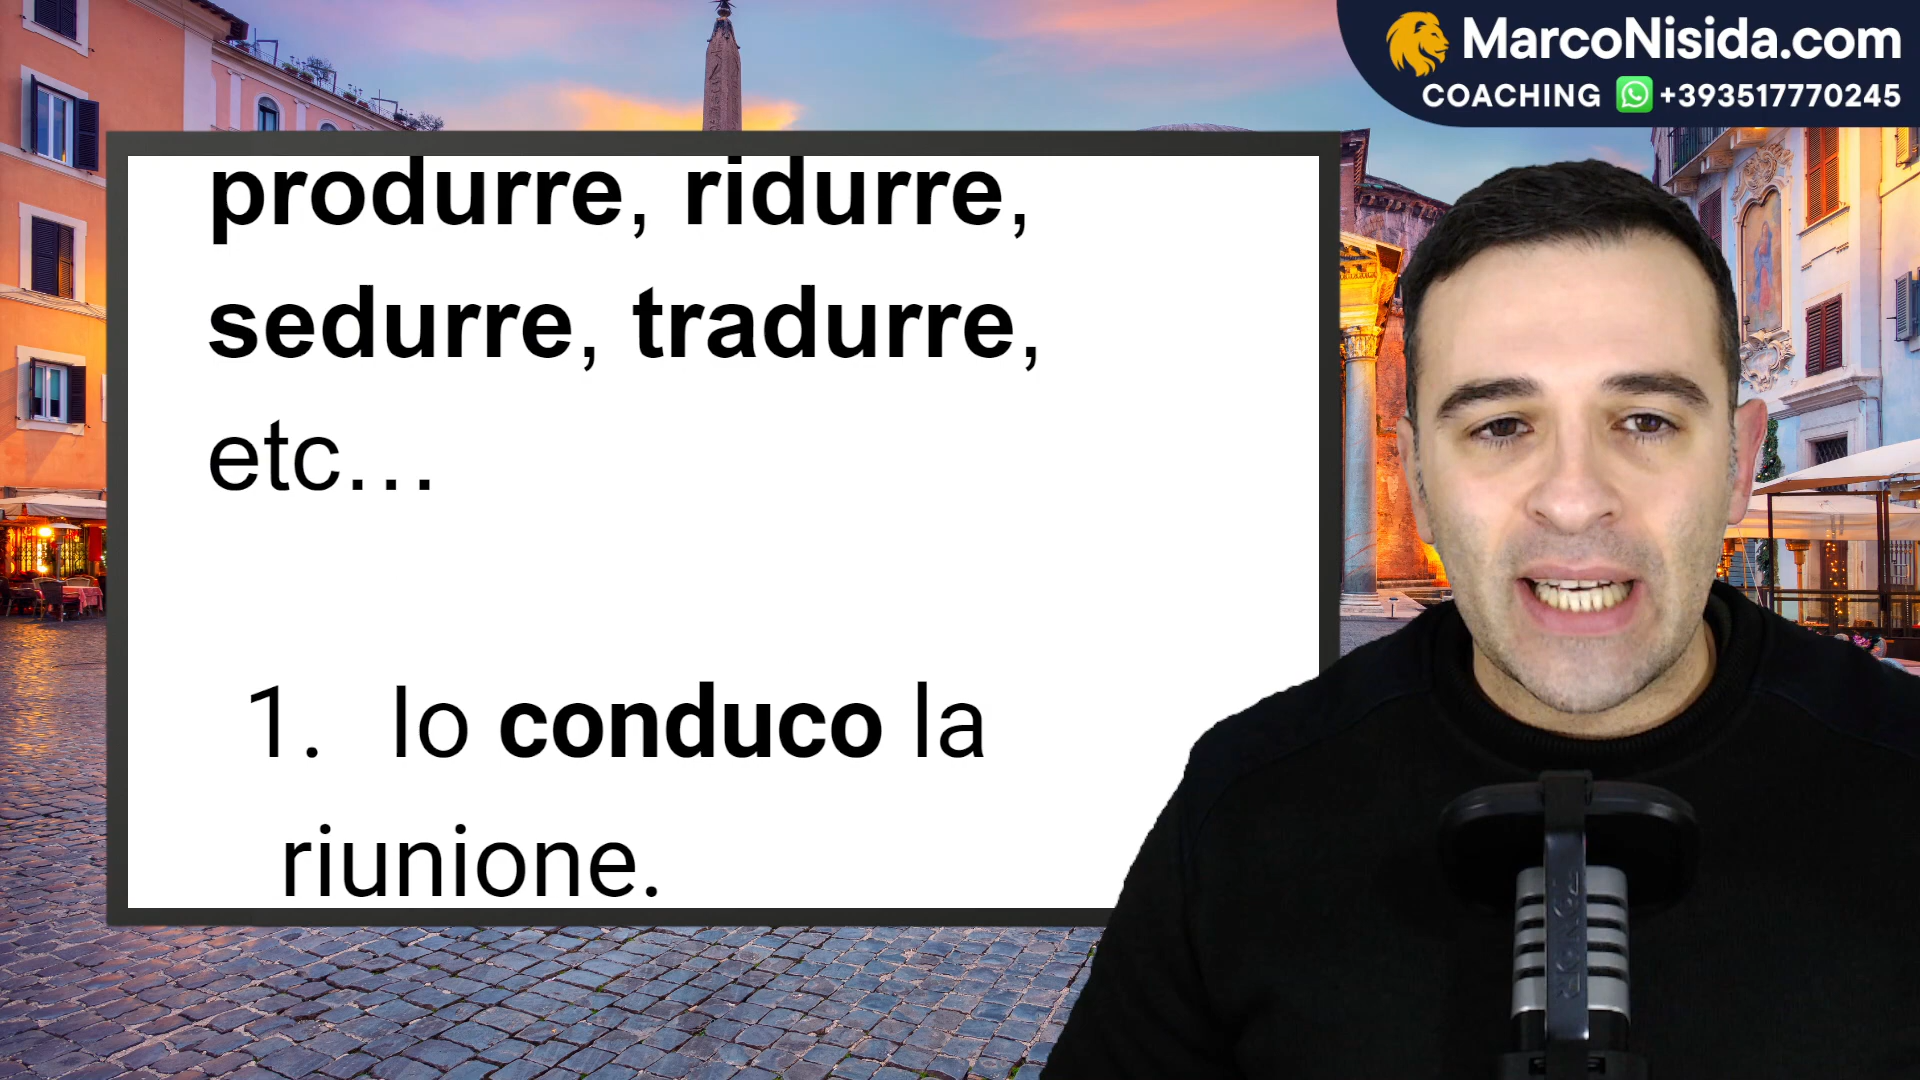 MarcoNisida.com
COACHING +393517770245
produrre, ridurre,
sedurre, tradurre,
etc…
1. Io conduco la
riunione.